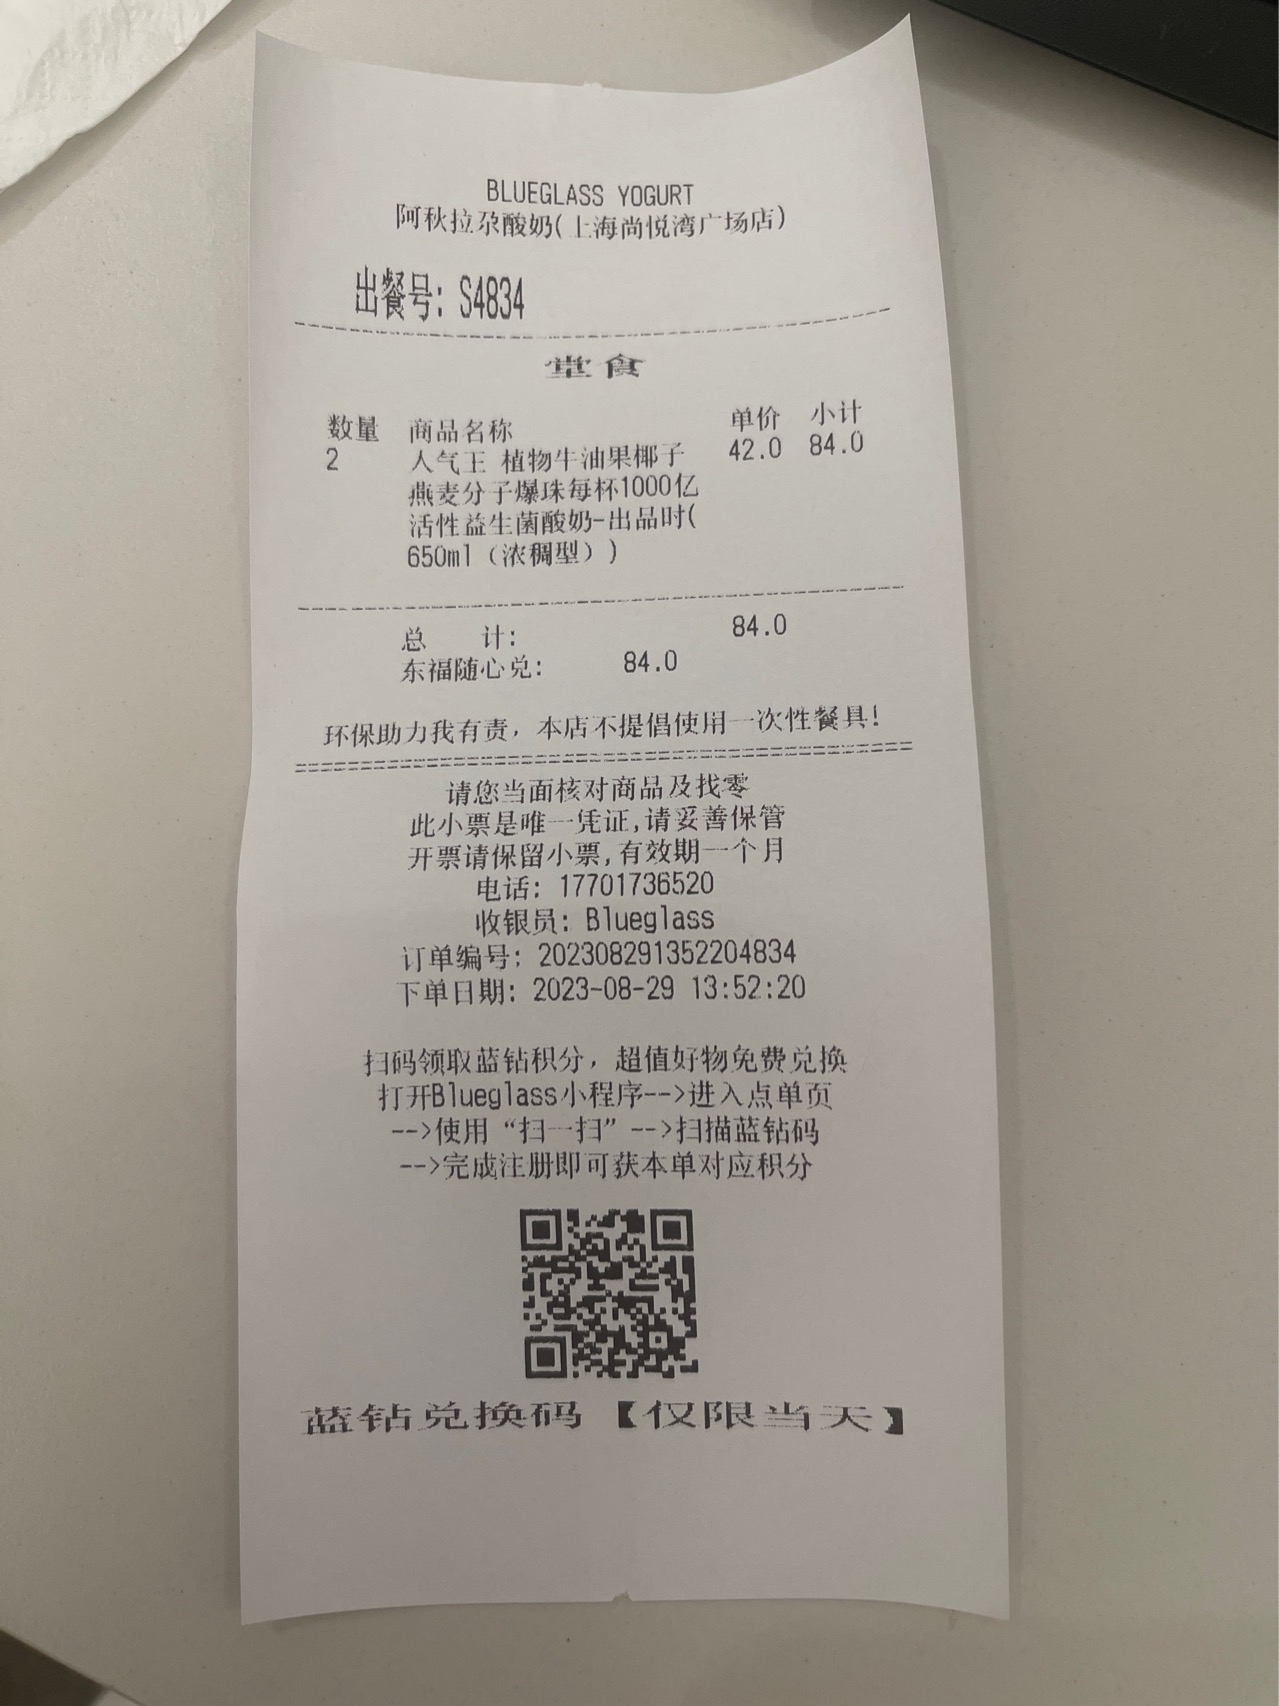 BLUEGLASS YOGURT
阿秋拉尕酸奶(上海尚悦湾广场店)
出餐号: S4834
堂食
数量 商品名称 单价 小计
2 人气王 植物牛油果椰子 42.0 84.0
燕麦分子爆珠每杯1000亿
活性益生菌酸奶-出品时(
650ml（浓稠型）)
总 计: 84.0
东福随心兑: 84.0
环保助力我有责，本店不提倡使用一次性餐具!
请您当面核对商品及找零
此小票是唯一凭证,请妥善保管
开票请保留小票,有效期一个月
电话: 17701736520
收银员: Blueglass
订单编号: 202308291352204834
下单日期: 2023-08-29 13:52:20
扫码领取蓝钻积分，超值好物免费兑换
打开Blueglass小程序-->进入点单页
-->使用“扫一扫”-->扫描蓝钻码
-->完成注册即可获本单对应积分
蓝钻兑换码【仅限当天】